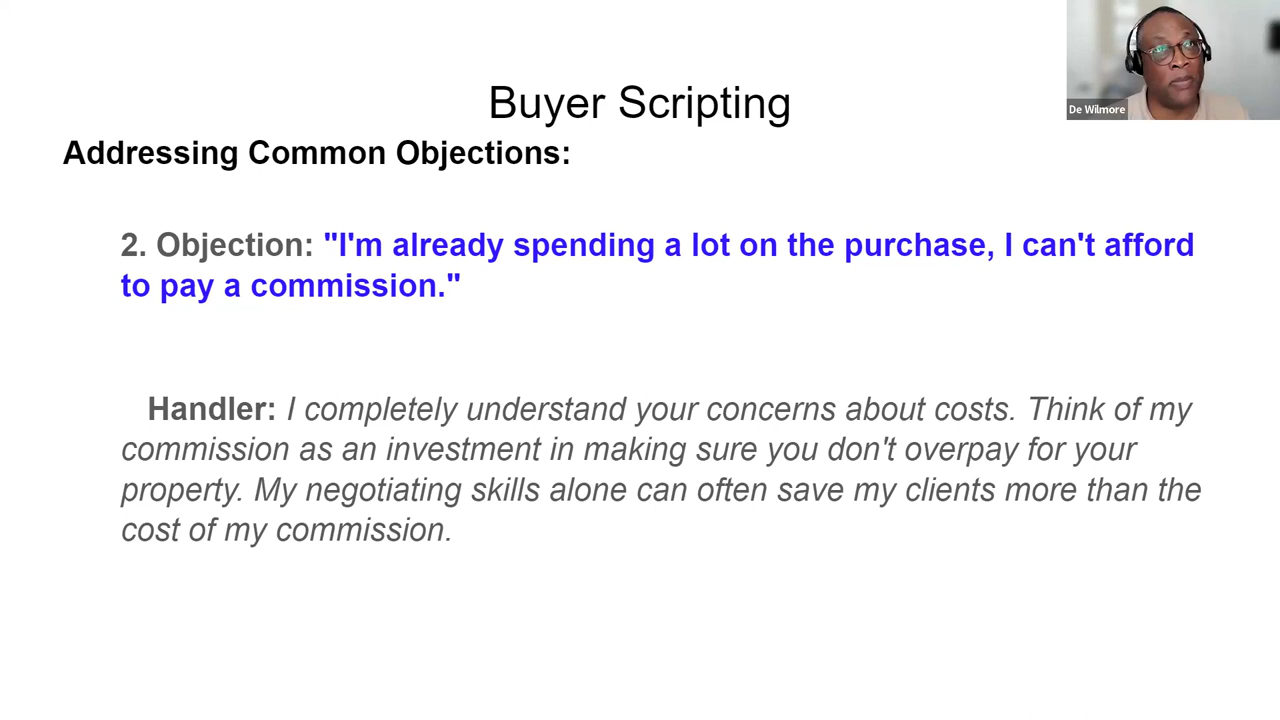 Buyer Scripting
De Wilmore
Addressing Common Objections:
2. Objection: "I'm already spending a lot on the purchase, I can't afford
to pay a commission."
Handler: I completely understand your concerns about costs. Think of my
commission as an investment in making sure you don't overpay for your
property. My negotiating skills alone can often save my clients more than the
cost of my commission.